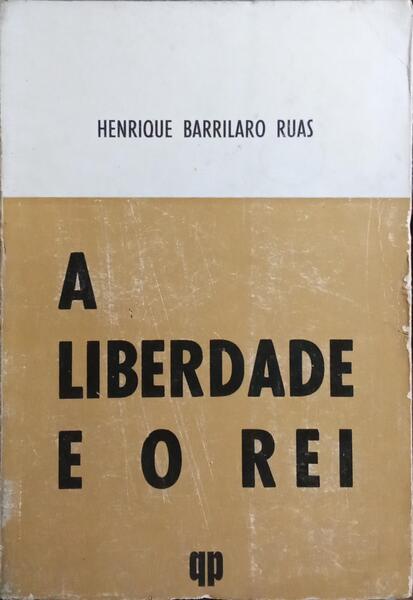 HENRIQUE BARRILARO RUAS
A
LIBERDADE
E O REI
qp